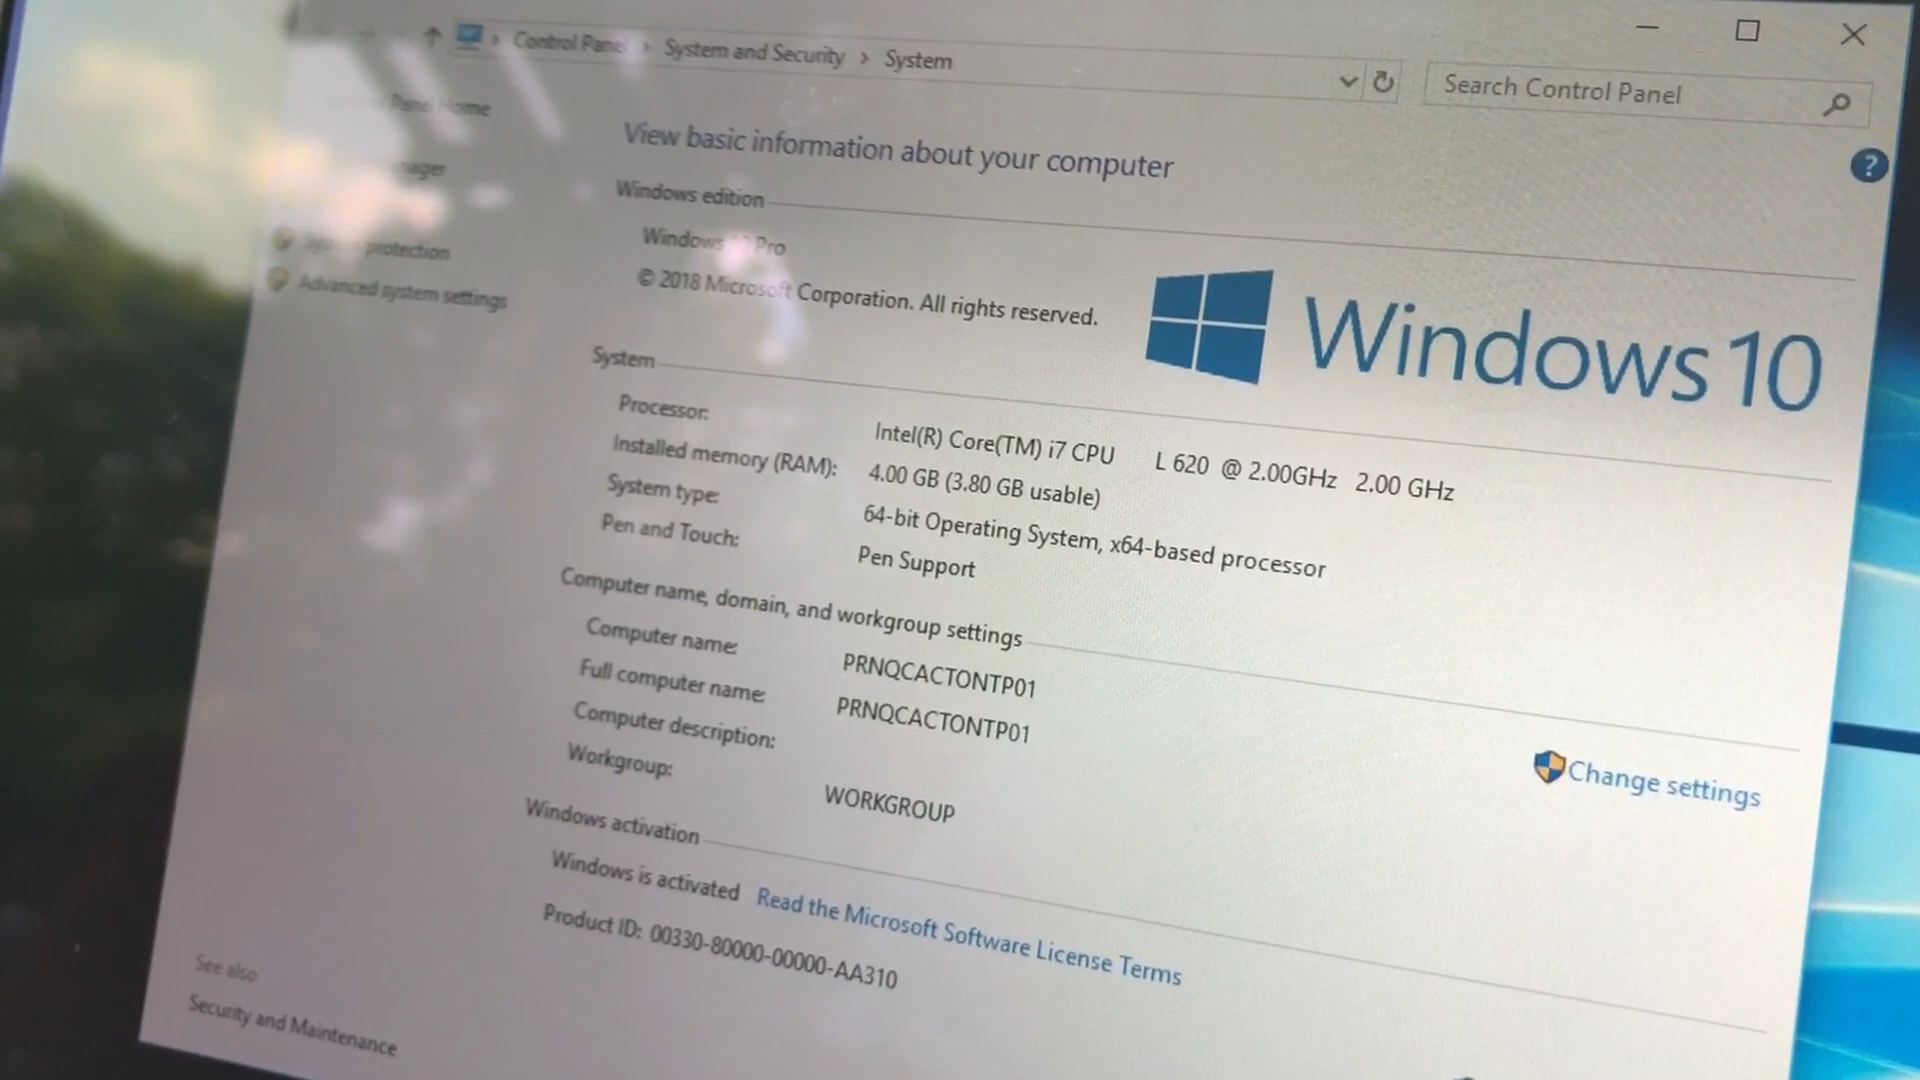 Control Panel › System and Security › System
Search Control Panel
Panel Home
View basic information about your computer
Windows edition
Windows Pro
© 2018 Microsoft Corporation. All rights reserved.
Windows 10
protection
Advanced system settings
System
Processor: Intel(R) Core(TM) i7 CPU L 620 @ 2.00GHz 2.00 GHz
Installed memory (RAM): 4.00 GB (3.80 GB usable)
System type: 64-bit Operating System, x64-based processor
Pen and Touch: Pen Support
Computer name, domain, and workgroup settings
Computer name: PRNQCACTONTP01
Full computer name: PRNQCACTONTP01
Computer description:
Workgroup: WORKGROUP
Change settings
Windows activation
Windows is activated Read the Microsoft Software License Terms
Product ID: 00330-80000-00000-AA310
See also
Security and Maintenance